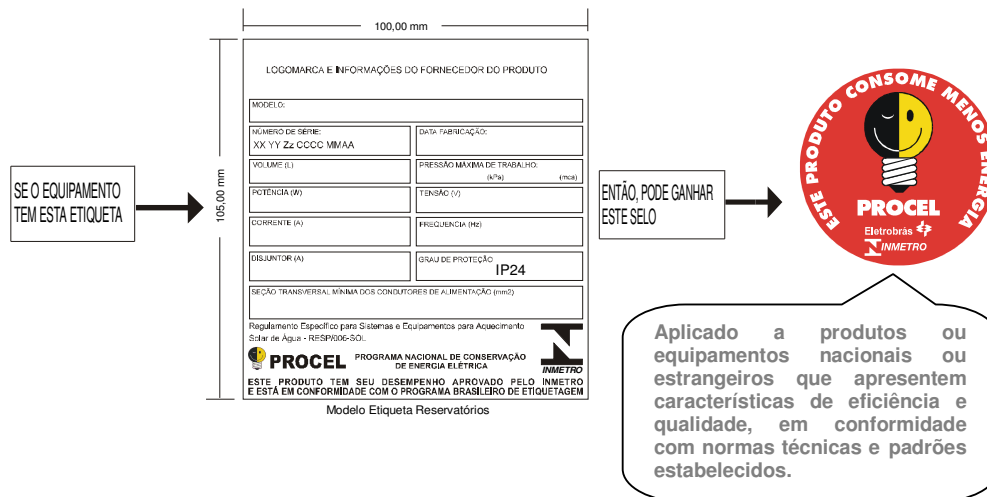 100,00 mm
105,00 mm
SE O EQUIPAMENTO
TEM ESTA ETIQUETA
LOGOMARCA E INFORMAÇÕES DO FORNECEDOR DO PRODUTO
MODELO:
NÚMERO DE SÉRIE:
XX YY Zz CCCC MMAA
DATA FABRICAÇÃO:
VOLUME (L)
PRESSÃO MÁXIMA DE TRABALHO:
(kPa) (mca)
POTÊNCIA (W)
TENSÃO (V)
CORRENTE (A)
FREQUENCIA (Hz)
DISJUNTOR (A)
GRAU DE PROTEÇÃO
IP24
SEÇÃO TRANSVERSAL MÍNIMA DOS CONDUTORES DE ALIMENTAÇÃO (mm2)
Regulamento Específico para Sistemas e Equipamentos para Aquecimento
Solar de Água - RESP/006-SOL
PROCEL
PROGRAMA NACIONAL DE CONSERVAÇÃO
DE ENERGIA ELÉTRICA
INMETRO
ESTE PRODUTO TEM SEU DESEMPENHO APROVADO PELO INMETRO
E ESTÁ EM CONFORMIDADE COM O PROGRAMA BRASILEIRO DE ETIQUETAGEM
Modelo Etiqueta Reservatórios
ENTÃO, PODE GANHAR
ESTE SELO
ESTE PRODUTO CONSOME MENOS ENERGIA
PROCEL
Eletrobrás
INMETRO
Aplicado a produtos ou
equipamentos nacionais ou
estrangeiros que apresentem
características de eficiência e
qualidade, em conformidade
com normas técnicas e padrões
estabelecidos.